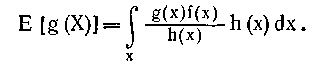 E [g (X)] = ∫ₓ g(x)f(x) / h(x) h (x) dx .